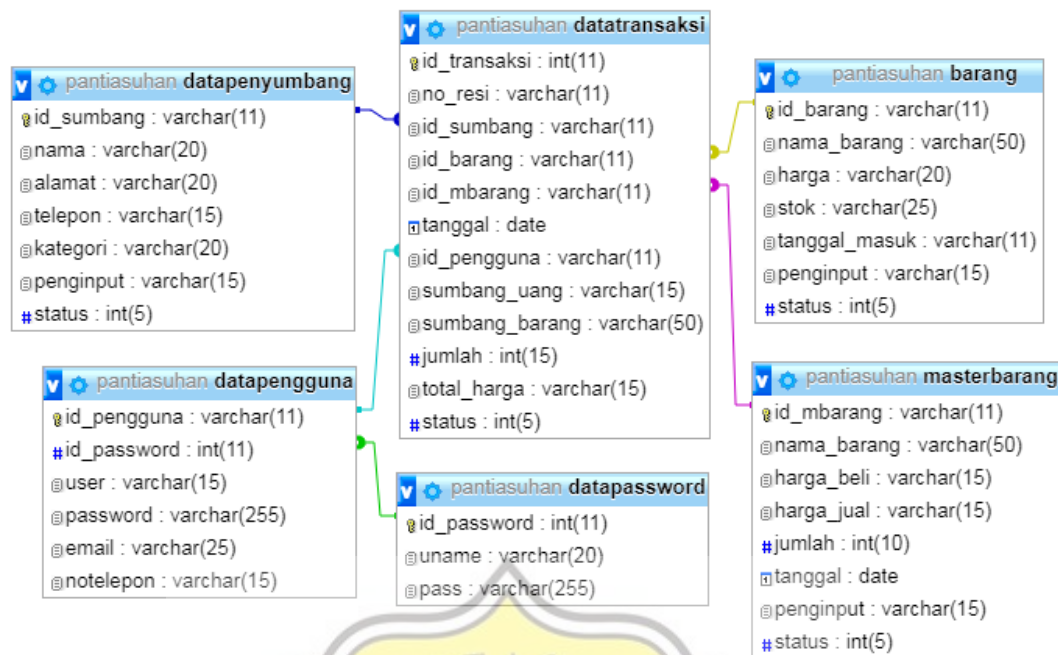 pantiasuhan datapenyumbang
id_sumbang : varchar(11)
nama : varchar(20)
alamat : varchar(20)
telepon : varchar(15)
kategori : varchar(20)
penginput : varchar(15)
# status : int(5)
pantiasuhan datatransaksi
id_transaksi : int(11)
no_resi : varchar(11)
id_sumbang : varchar(11)
id_barang : varchar(11)
id_mbarang : varchar(11)
tanggal : date
id_pengguna : varchar(11)
sumbang_uang : varchar(15)
sumbang_barang : varchar(50)
# jumlah : int(15)
total_harga : varchar(15)
# status : int(5)
pantiasuhan barang
id_barang : varchar(11)
nama_barang : varchar(50)
harga : varchar(20)
stok : varchar(25)
tanggal_masuk : varchar(11)
penginput : varchar(15)
# status : int(5)
pantiasuhan datapengguna
id_pengguna : varchar(11)
# id_password : int(11)
user : varchar(15)
password : varchar(255)
email : varchar(25)
notelepon : varchar(15)
pantiasuhan datapassword
id_password : int(11)
uname : varchar(20)
pass : varchar(255)
pantiasuhan masterbarang
id_mbarang : varchar(11)
nama_barang : varchar(50)
harga_beli : varchar(15)
harga_jual : varchar(15)
# jumlah : int(10)
tanggal : date
penginput : varchar(15)
# status : int(5)